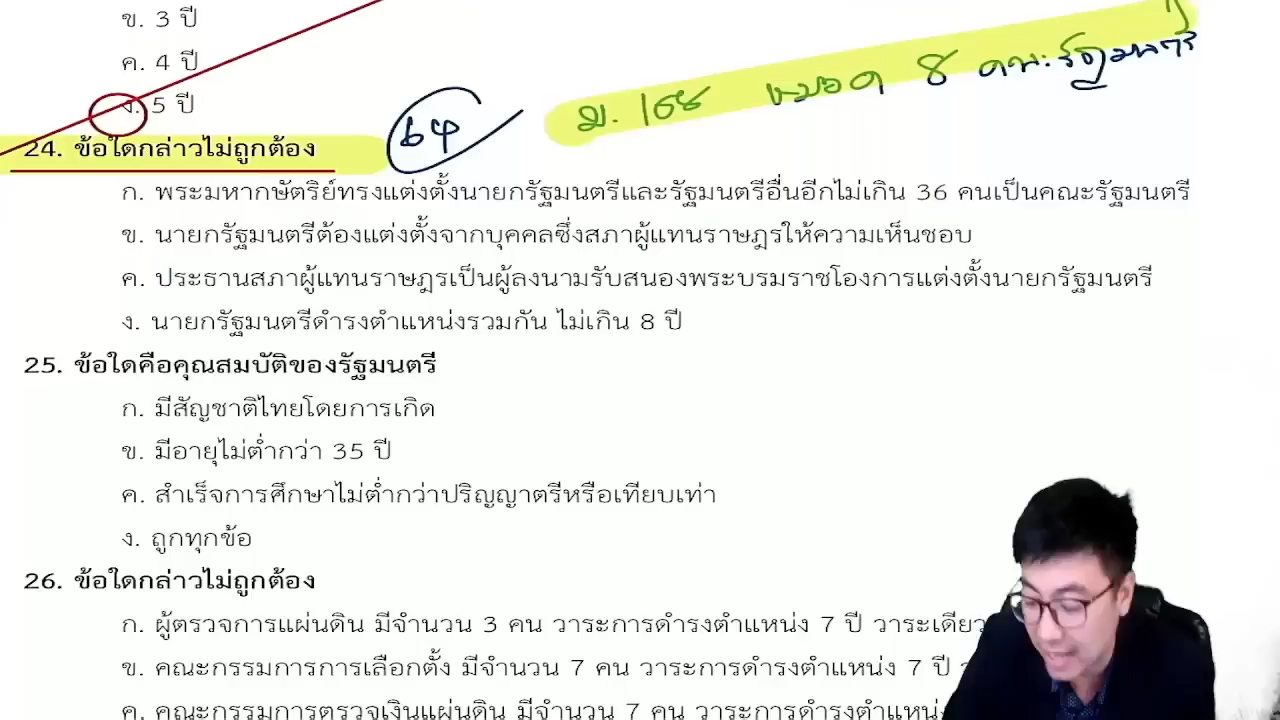 ข. 3 ปี
ค. 4 ปี
ง. 5 ปี
ม. 158 หมวด 8 คณะรัฐมนตรี
24. ข้อใดกล่าวไม่ถูกต้อง
ก. พระมหากษัตริย์ทรงแต่งตั้งนายกรัฐมนตรีและรัฐมนตรีอื่นอีกไม่เกิน 36 คนเป็นคณะรัฐมนตรี
ข. นายกรัฐมนตรีต้องแต่งตั้งจากบุคคลซึ่งสภาผู้แทนราษฎรให้ความเห็นชอบ
ค. ประธานสภาผู้แทนราษฎรเป็นผู้ลงนามรับสนองพระบรมราชโองการแต่งตั้งนายกรัฐมนตรี
ง. นายกรัฐมนตรีดำรงตำแหน่งรวมกัน ไม่เกิน 8 ปี
25. ข้อใดคือคุณสมบัติของรัฐมนตรี
ก. มีสัญชาติไทยโดยการเกิด
ข. มีอายุไม่ต่ำกว่า 35 ปี
ค. สำเร็จการศึกษาไม่ต่ำกว่าปริญญาตรีหรือเทียบเท่า
ง. ถูกทุกข้อ
26. ข้อใดกล่าวไม่ถูกต้อง
ก. ผู้ตรวจการแผ่นดิน มีจำนวน 3 คน วาระการดำรงตำแหน่ง 7 ปี วาระเดียว
ข. คณะกรรมการการเลือกตั้ง มีจำนวน 7 คน วาระการดำรงตำแหน่ง 7 ปี
ค. คณะกรรมการตรวจเงินแผ่นดิน มีจำนวน 7 คน วาระการดำรงตำแหน่ง